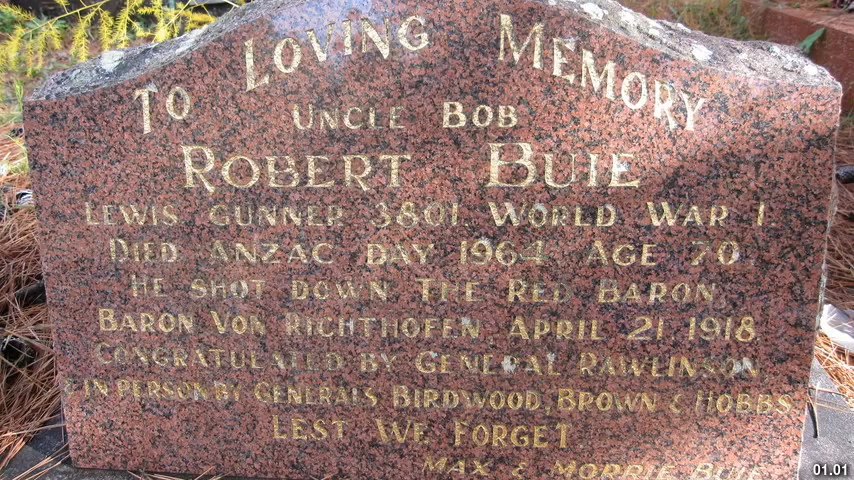 TO LOVING MEMORY
UNCLE BOB
ROBERT BUIE
LEWIS GUNNER 3801. WORLD WAR I.
DIED ANZAC DAY 1964 AGE 70.
HE SHOT DOWN THE RED BARON,
BARON VON RICHTHOFEN, APRIL 21 1918
CONGRATULATED BY GENERAL RAWLINSON,
& IN PERSON BY GENERALS BIRDWOOD, BROWN & HOBBS
LEST WE FORGET
MAX & MORRIE BUIE
01.01